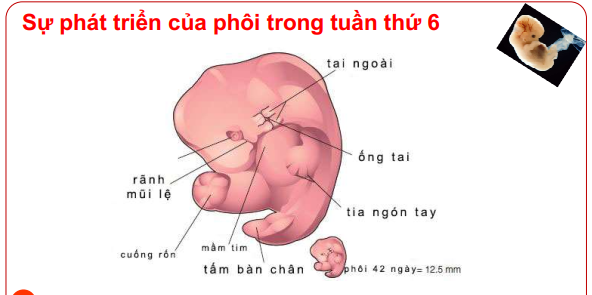 Sự phát triển của phôi trong tuần thứ 6
tai ngoài
ống tai
rãnh
mũi lệ
tia ngón tay
mầm tim
cuống rốn
tấm bàn chân
phôi 42 ngày= 12.5 mm